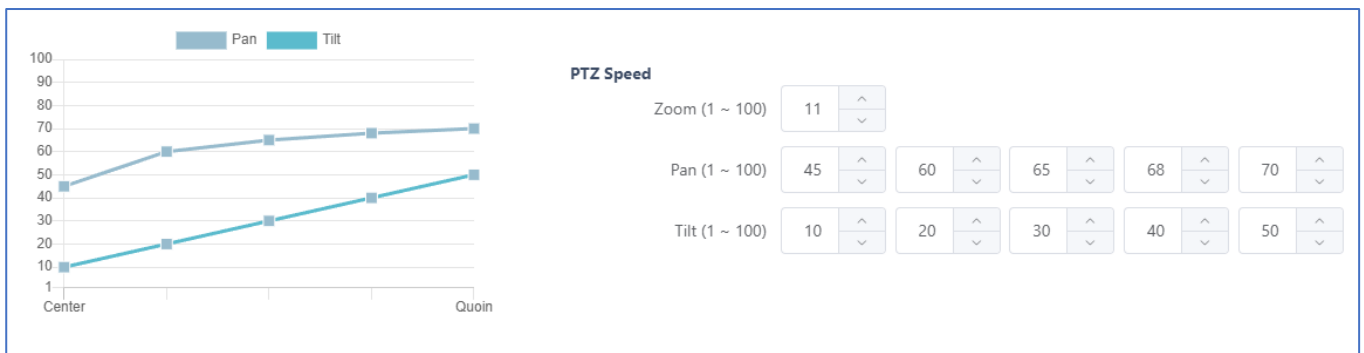 Pan Tilt
100
90
80
70
60
50
40
30
20
10
1
Center Quoin
PTZ Speed
Zoom (1 ~ 100) 11
Pan (1 ~ 100) 45 60 65 68 70
Tilt (1 ~ 100) 10 20 30 40 50